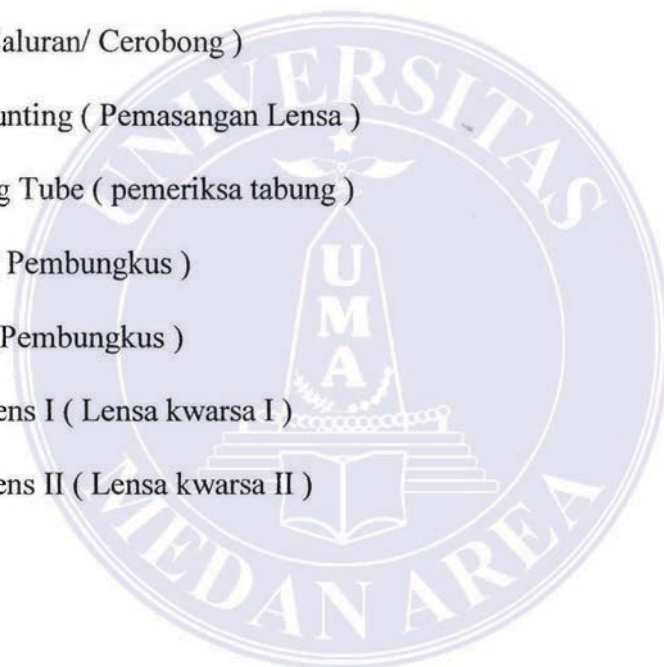 aluran/ Cerobong )
unting ( Pemasangan Lensa )
g Tube ( pemeriksa tabung )
Pembungkus )
Pembungkus )
ens I ( Lensa kwarsa I )
ens II ( Lensa kwarsa II )
UNIVERSITAS
U
M
A
MEDAN AREA